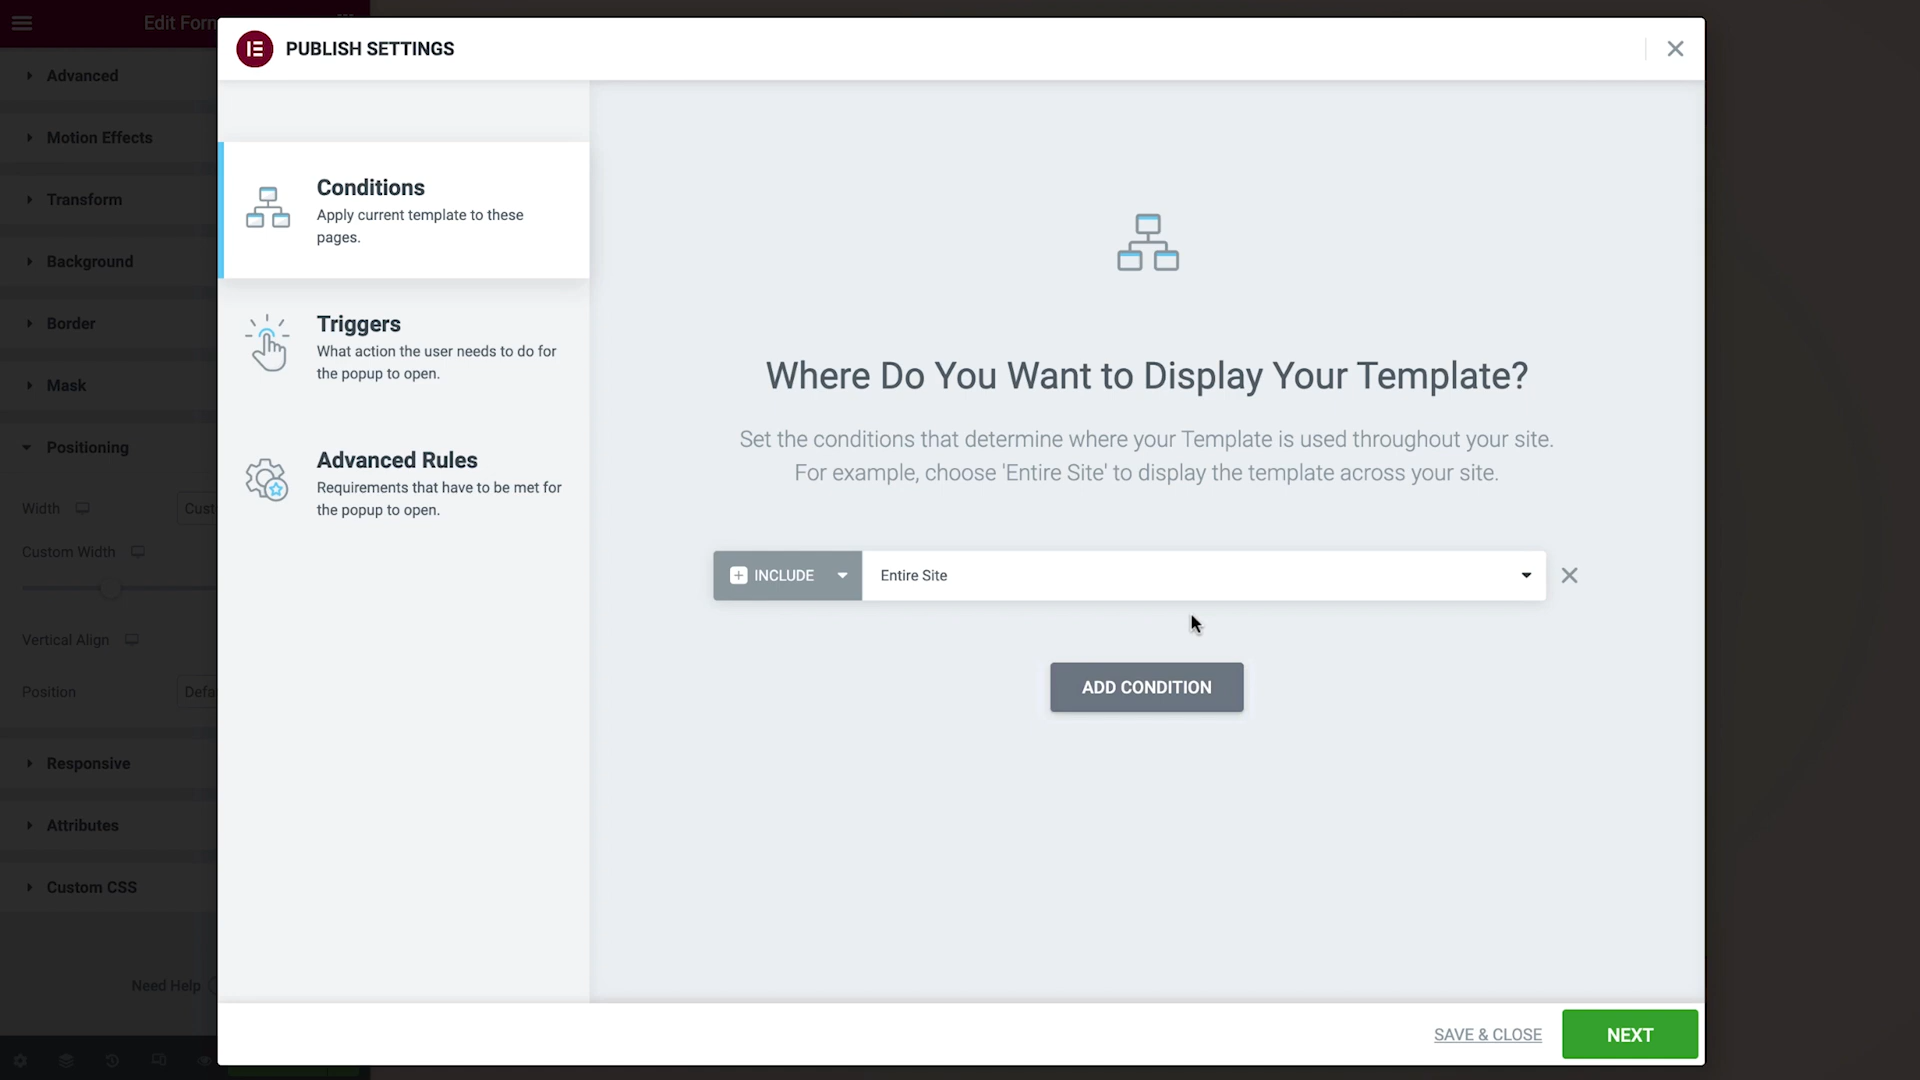 Edit Form
PUBLISH SETTINGS
Advanced
Motion Effects
Transform
Background
Border
Mask
Positioning
Width
Cust
Custom Width
Vertical Align
Position
Defa
Responsive
Attributes
Custom CSS
Need Help
Conditions
Apply current template to these
pages.
Triggers
What action the user needs to do for
the popup to open.
Advanced Rules
Requirements that have to be met for
the popup to open.
Where Do You Want to Display Your Template?
Set the conditions that determine where your Template is used throughout your site.
For example, choose 'Entire Site' to display the template across your site.
INCLUDE
Entire Site
ADD CONDITION
SAVE & CLOSE
NEXT